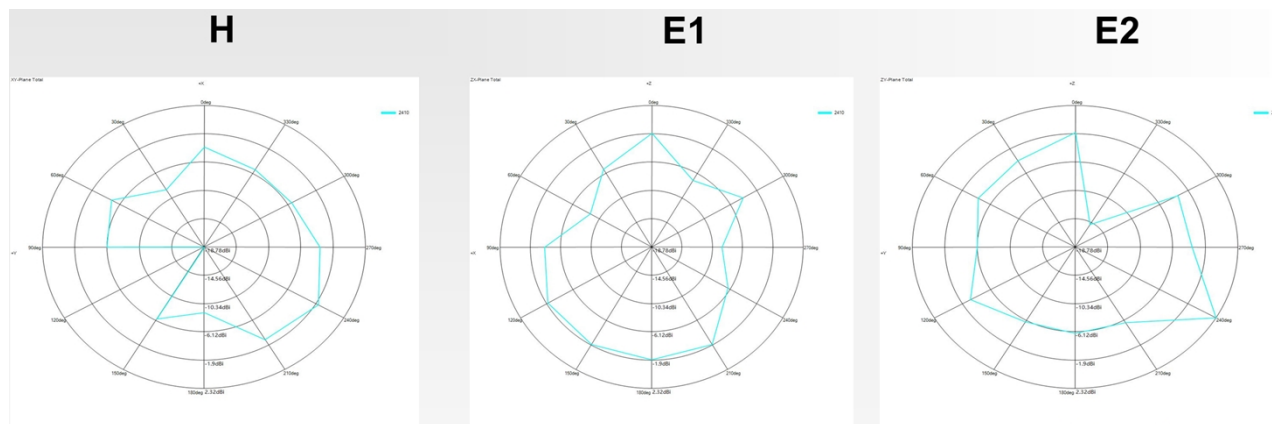 H
E1
E2
XY-Plane Total
+X
0deg
30deg
330deg
2410
60deg
300deg
+Y
90deg
270deg
-18.78dBi
-14.56dBi
-10.34dBi
120deg
240deg
-6.12dBi
150deg
210deg
-1.9dBi
180deg 2.32dBi
ZX-Plane Total
+Z
0deg
30deg
330deg
2410
60deg
300deg
+X
90deg
270deg
-18.78dBi
-14.56dBi
-10.34dBi
120deg
240deg
-6.12dBi
150deg
210deg
-1.9dBi
180deg 2.32dBi
ZY-Plane Total
+Z
0deg
30deg
330deg
60deg
300deg
+Y
90deg
270deg
-18.78dBi
-14.56dBi
-10.34dBi
120deg
240deg
-6.12dBi
150deg
210deg
-1.9dBi
180deg 2.32dBi